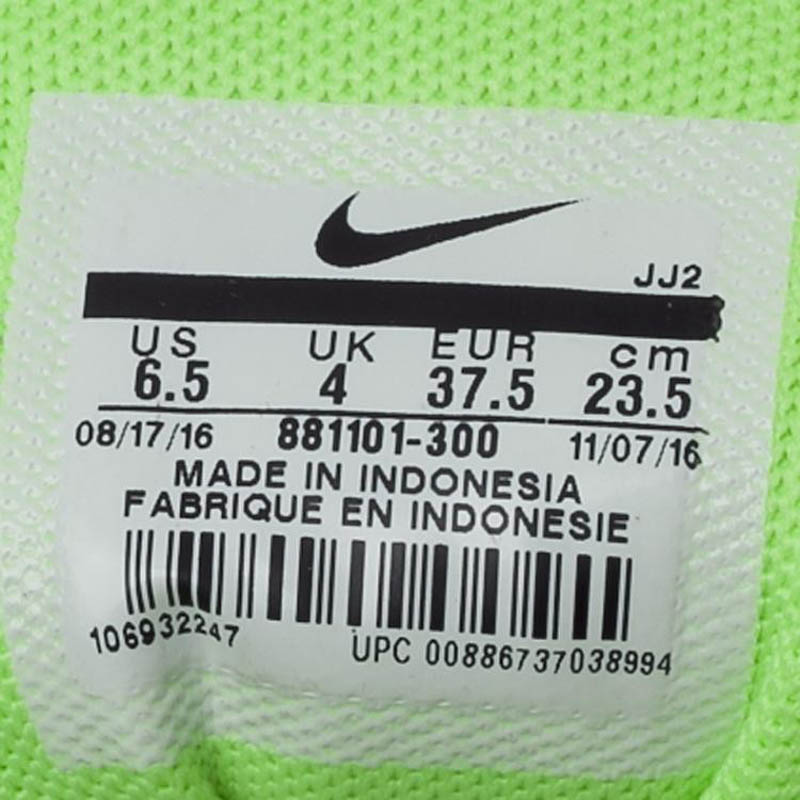 JJ2
US UK EUR cm
6.5 4 37.5 23.5
08/17/16 881101-300 11/07/16
MADE IN INDONESIA
FABRIQUE EN INDONESIE
106932247
UPC 00886737038994